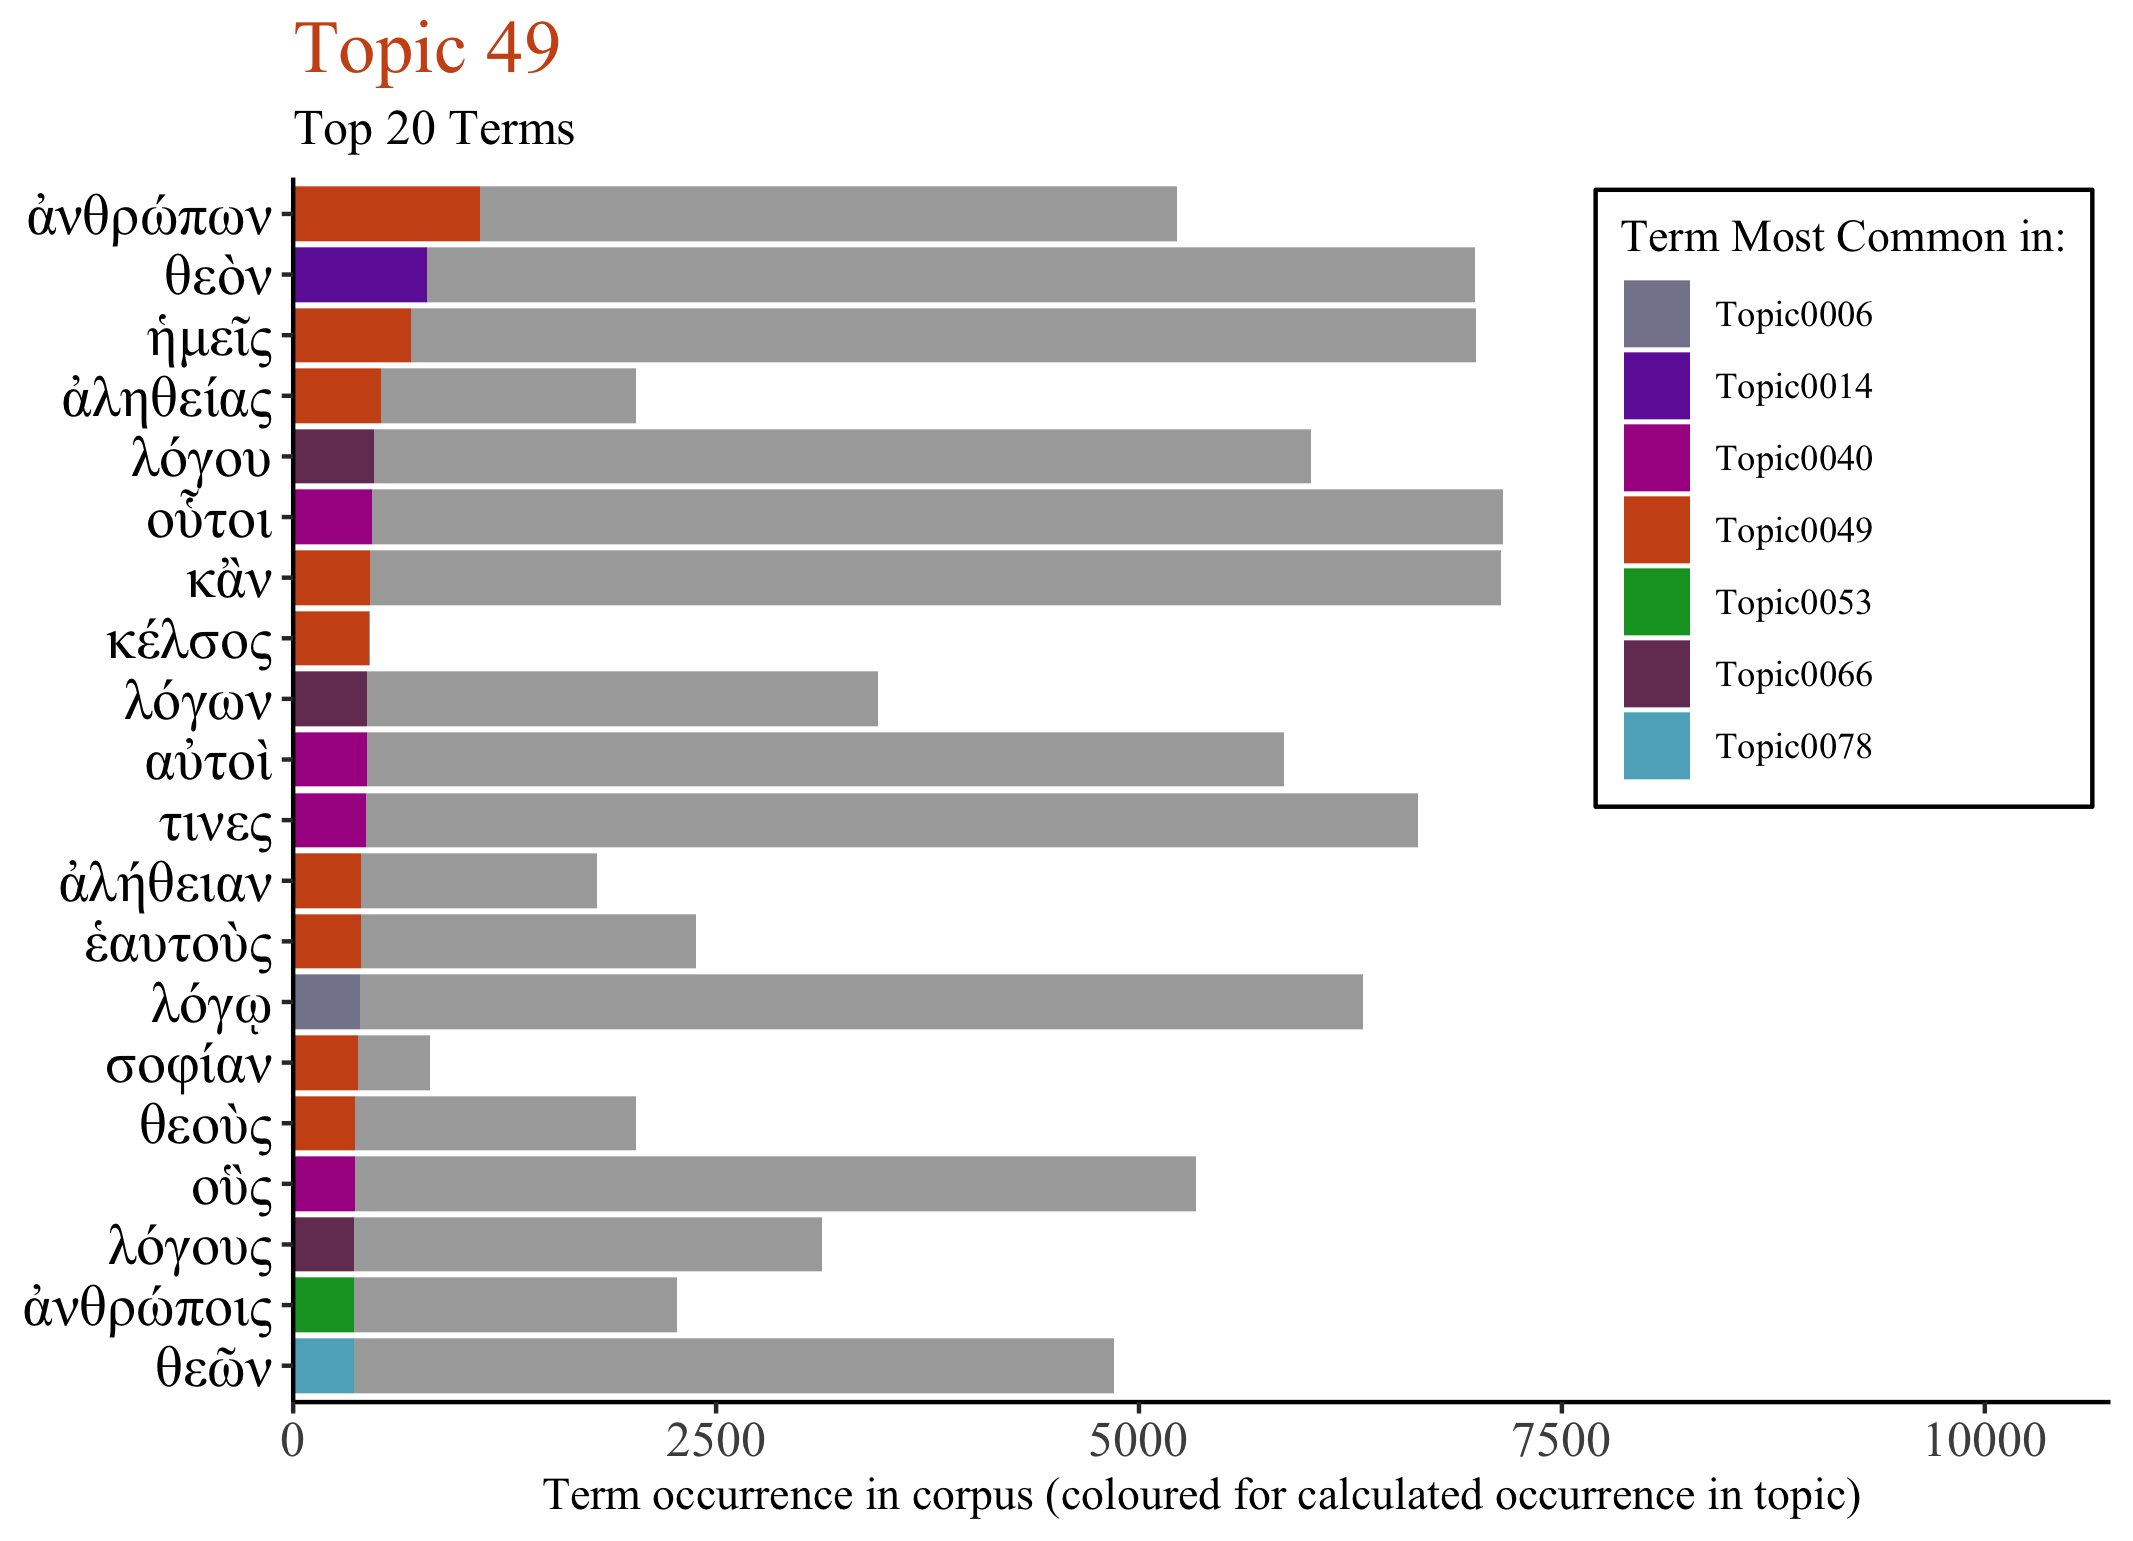 Topic 49
Top 20 Terms
ἀνθρώπων
θεὸν
ἡμεῖς
ἀληθείας
λόγου
οὗτοι
κἂν
κέλσος
λόγων
αὐτοὶ
τινες
ἀλήθειαν
ἑαυτοὺς
λόγῳ
σοφίαν
θεοὺς
οὓς
λόγους
ἀνθρώποις
θεῶν
0 2500 5000 7500 10000
Term occurrence in corpus (coloured for calculated occurrence in topic)
Term Most Common in:
Topic0006
Topic0014
Topic0040
Topic0049
Topic0053
Topic0066
Topic0078